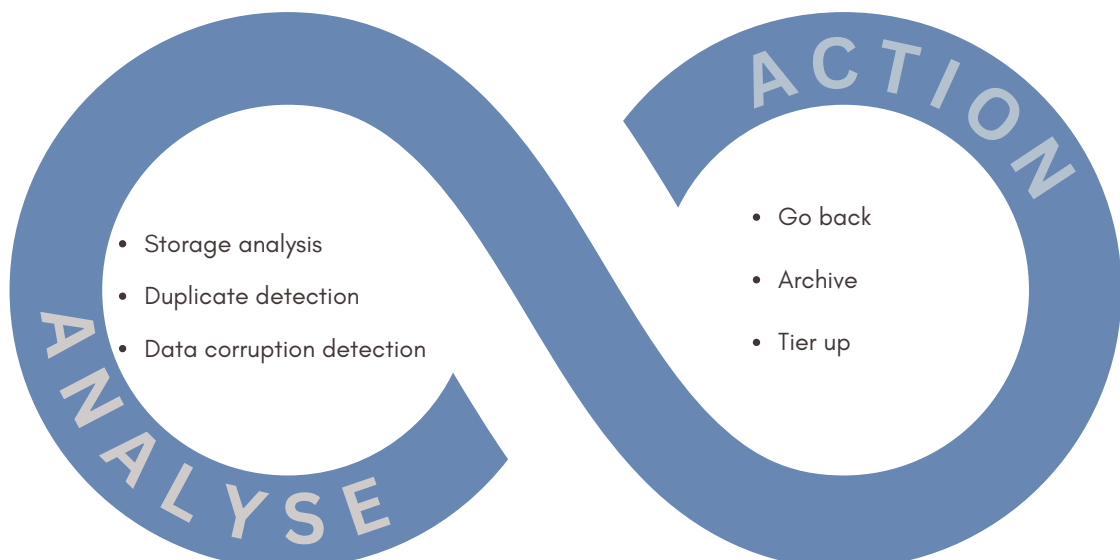 ANALYSE
• Storage analysis
• Duplicate detection
• Data corruption detection
ACTION
• Go back
• Archive
• Tier up